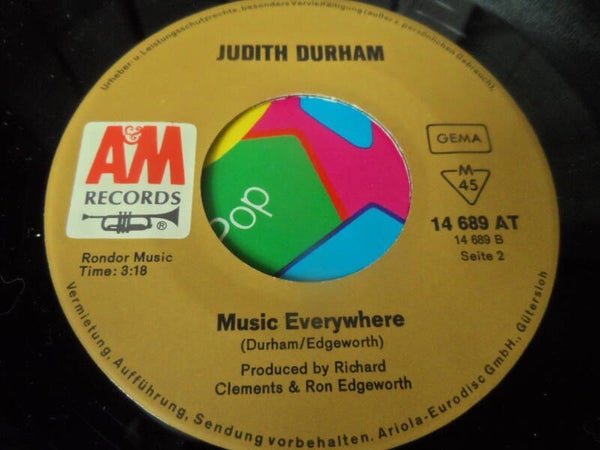 Urheber- u. Leistungsschutzrechte, besonders Vervielfältigung (außer z. persönlichen Gebrauch),
JUDITH DURHAM
A&M
RECORDS
®
GEMA
M
45
Pop
14 689 AT
14 689 B
Seite 2
Rondor Music
Time: 3:18
Music Everywhere
(Durham/Edgeworth)
Produced by Richard
Clements & Ron Edgeworth
Vermietung, Aufführung, Sendung vorbehalten. Ariola-Eurodisc GmbH., Gütersloh